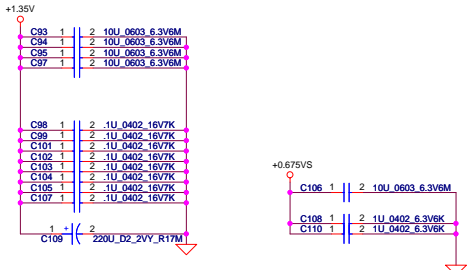 +1.35V
C93 1 2 10U_0603_6.3V6M
C94 1 2 10U_0603_6.3V6M
C95 1 2 10U_0603_6.3V6M
C97 1 2 10U_0603_6.3V6M
C98 1 2 .1U_0402_16V7K
C99 1 2 .1U_0402_16V7K
C101 1 2 .1U_0402_16V7K
C102 1 2 .1U_0402_16V7K
C103 1 2 .1U_0402_16V7K
C104 1 2 .1U_0402_16V7K
C105 1 2 .1U_0402_16V7K
C107 1 2 .1U_0402_16V7K
1 + 2
C109 220U_D2_2VY_R17M
+0.675VS
C106 1 2 10U_0603_6.3V6M
C108 1 2 1U_0402_6.3V6K
C110 1 2 1U_0402_6.3V6K